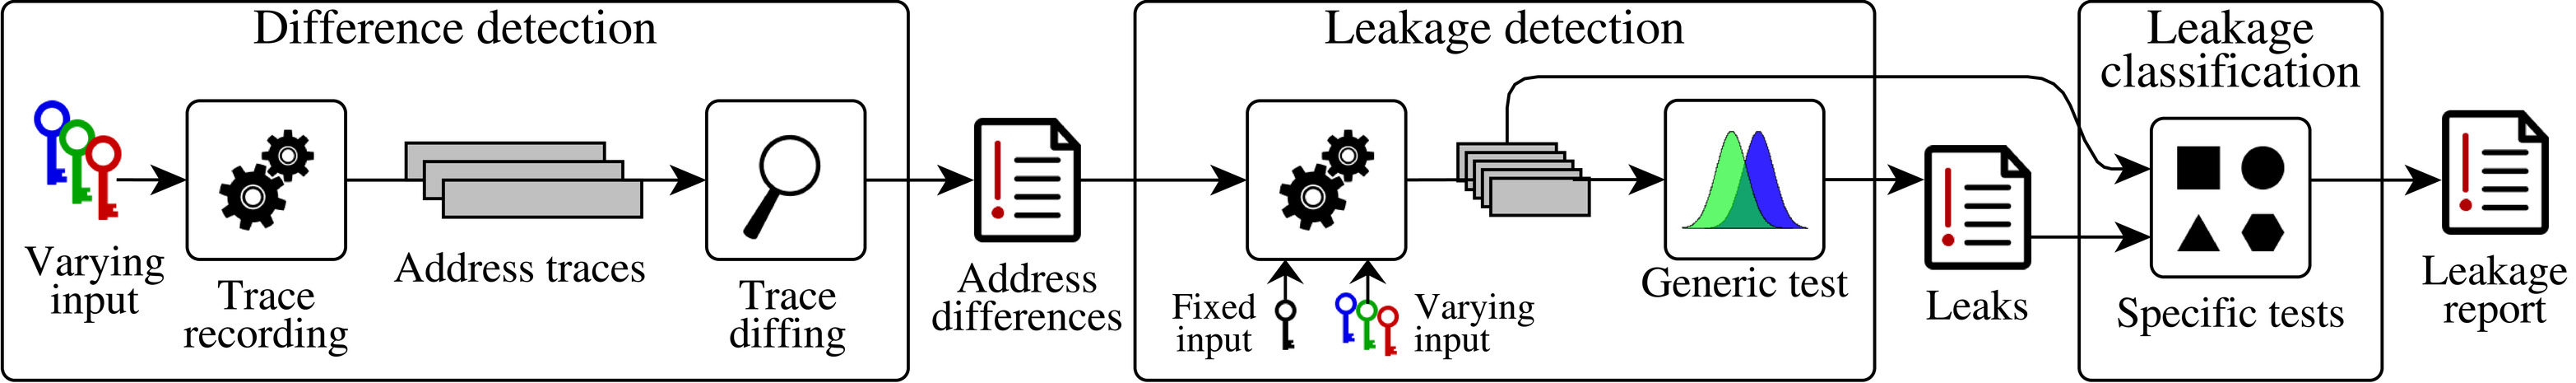 Difference detection
Varying
input
Trace
recording
Address traces
Trace
diffing
Address
differences
Leakage detection
Fixed
input
Varying
input
Generic test
Leaks
Leakage
classification
Specific tests
Leakage
report